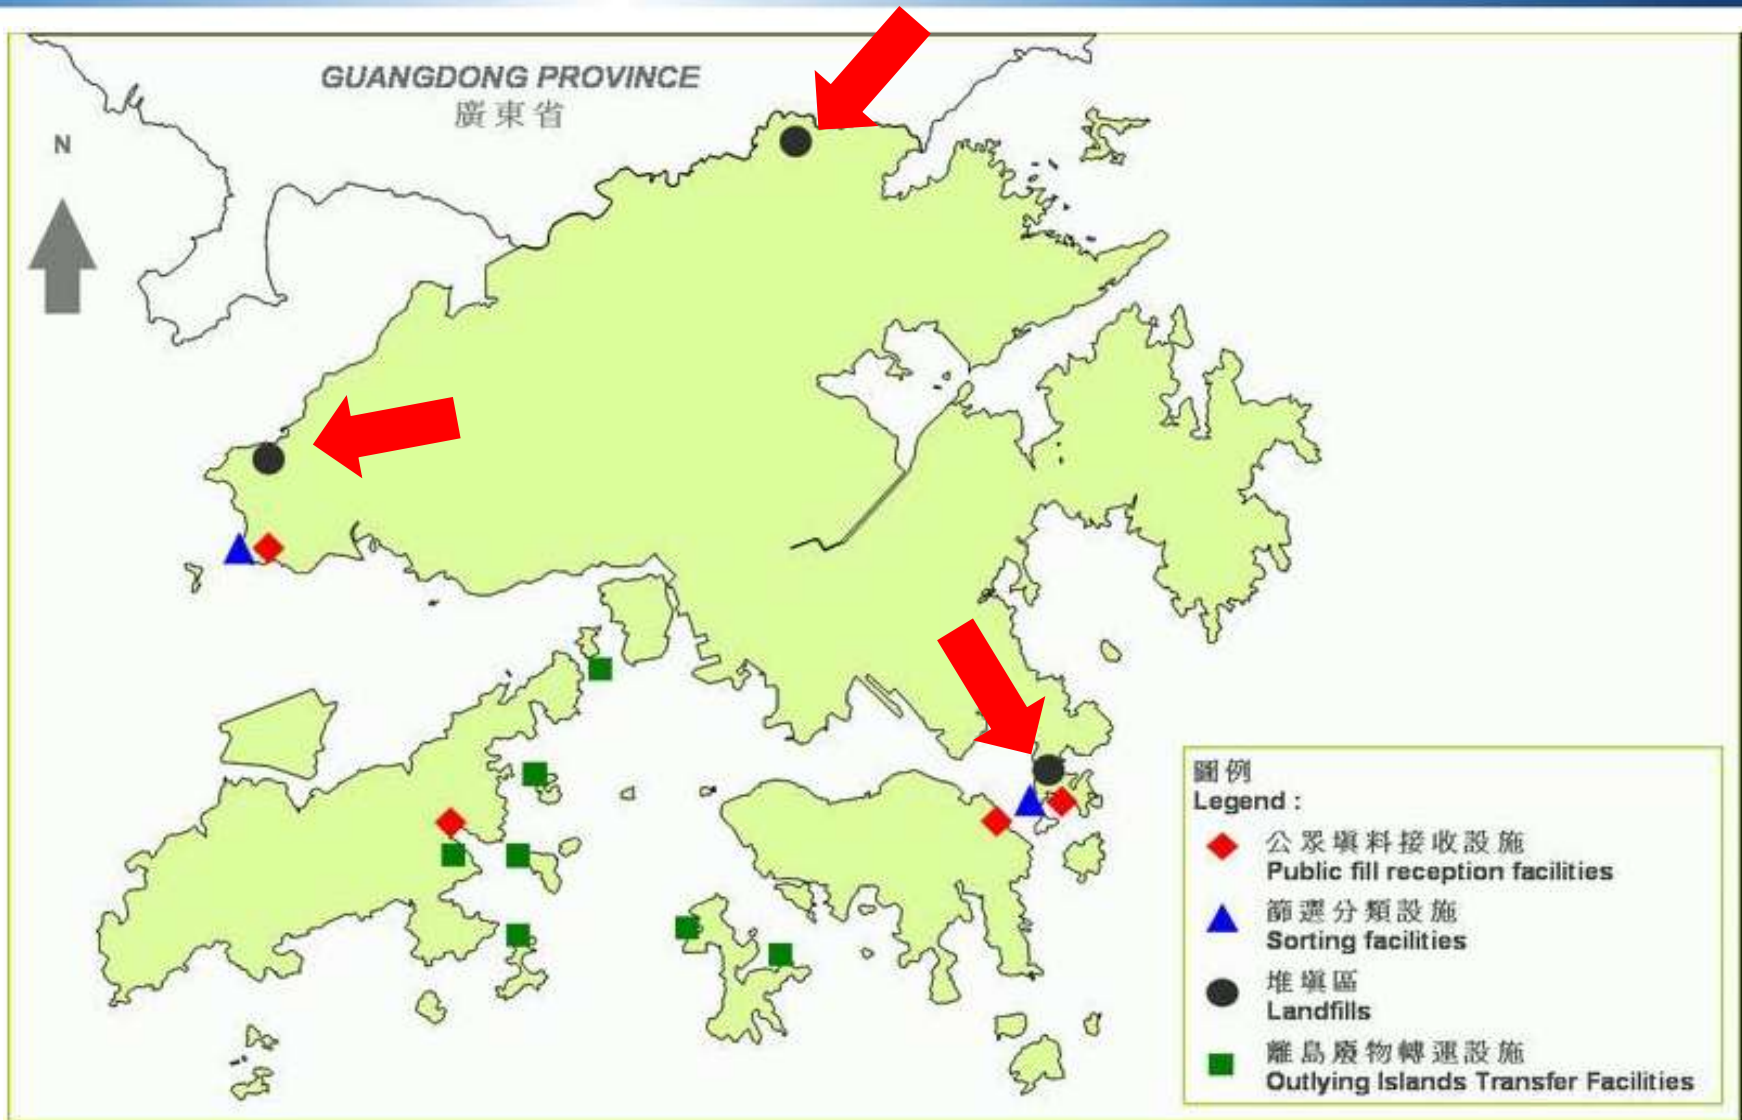 GUANGDONG PROVINCE
廣東省
N
圖例
Legend :
公眾填料接收設施
Public fill reception facilities
篩選分類設施
Sorting facilities
堆填區
Landfills
離島廢物轉運設施
Outlying Islands Transfer Facilities